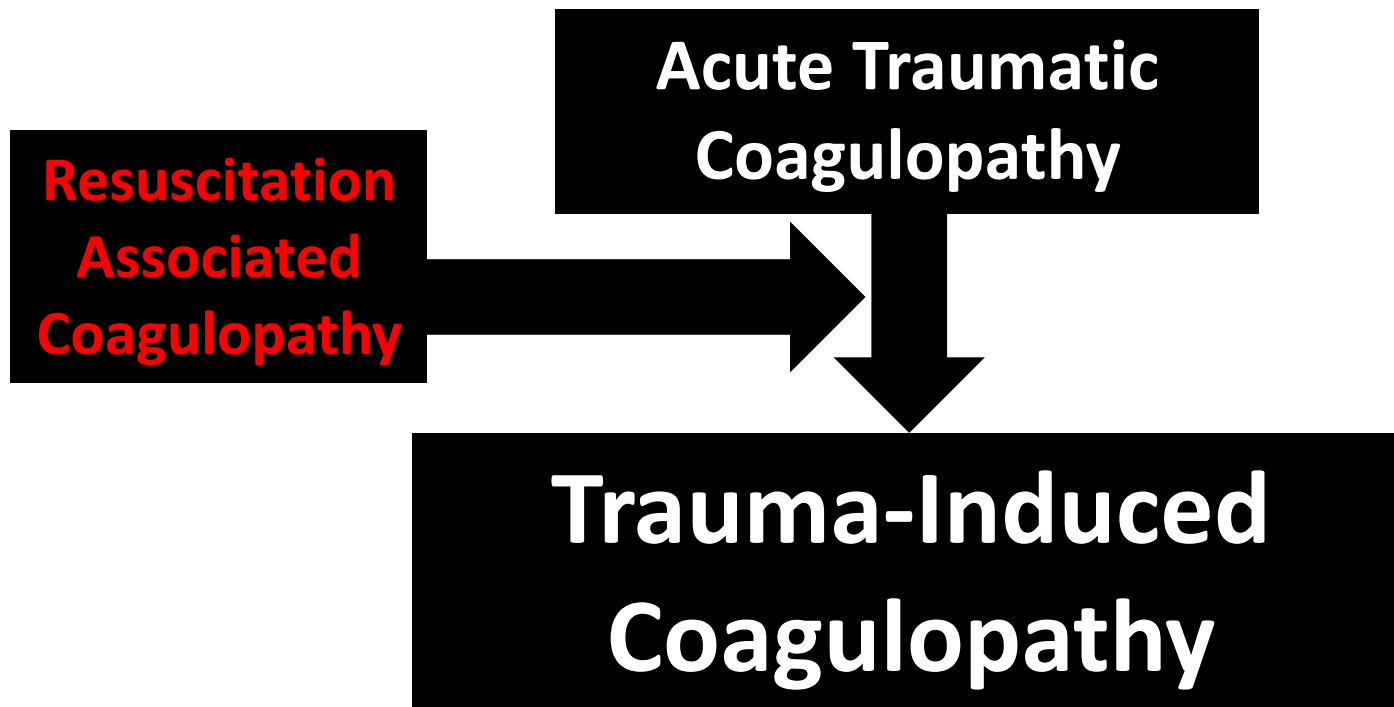 Acute Traumatic
Coagulopathy
Resuscitation
Associated
Coagulopathy
Trauma-Induced
Coagulopathy